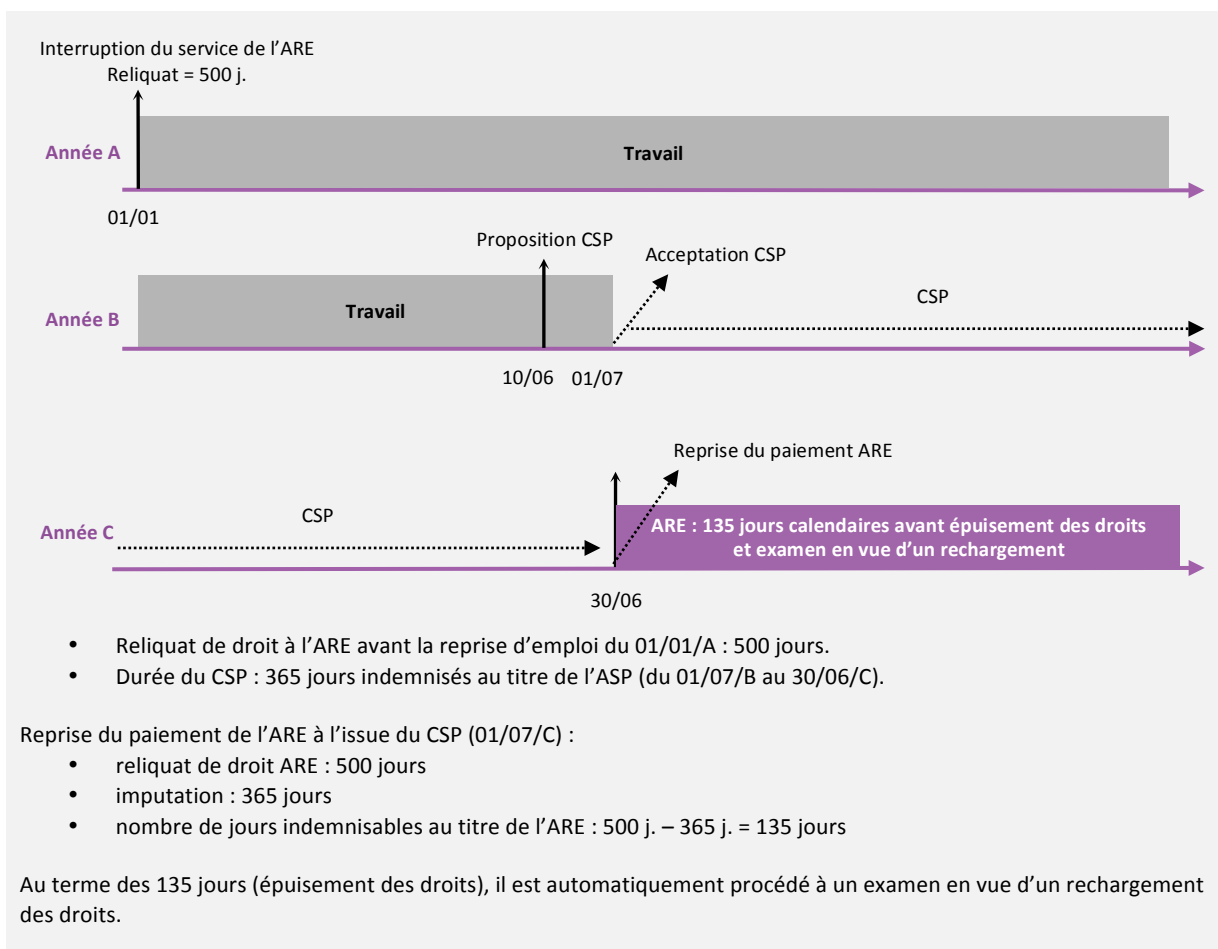 Interruption du service de l’ARE
Reliquat = 500 j.
Année A
Travail
01/01
Proposition CSP
Acceptation CSP
CSP
Année B
Travail
10/06
01/07
Reprise du paiement ARE
CSP
Année C
ARE : 135 jours calendaires avant épuisement des droits
et examen en vue d’un rechargement
30/06
• Reliquat de droit à l’ARE avant la reprise d’emploi du 01/01/A : 500 jours.
• Durée du CSP : 365 jours indemnisés au titre de l’ASP (du 01/07/B au 30/06/C).
Reprise du paiement de l’ARE à l’issue du CSP (01/07/C) :
• reliquat de droit ARE : 500 jours
• imputation : 365 jours
• nombre de jours indemnisables au titre de l’ARE : 500 j. – 365 j. = 135 jours
Au terme des 135 jours (épuisement des droits), il est automatiquement procédé à un examen en vue d’un rechargement
des droits.